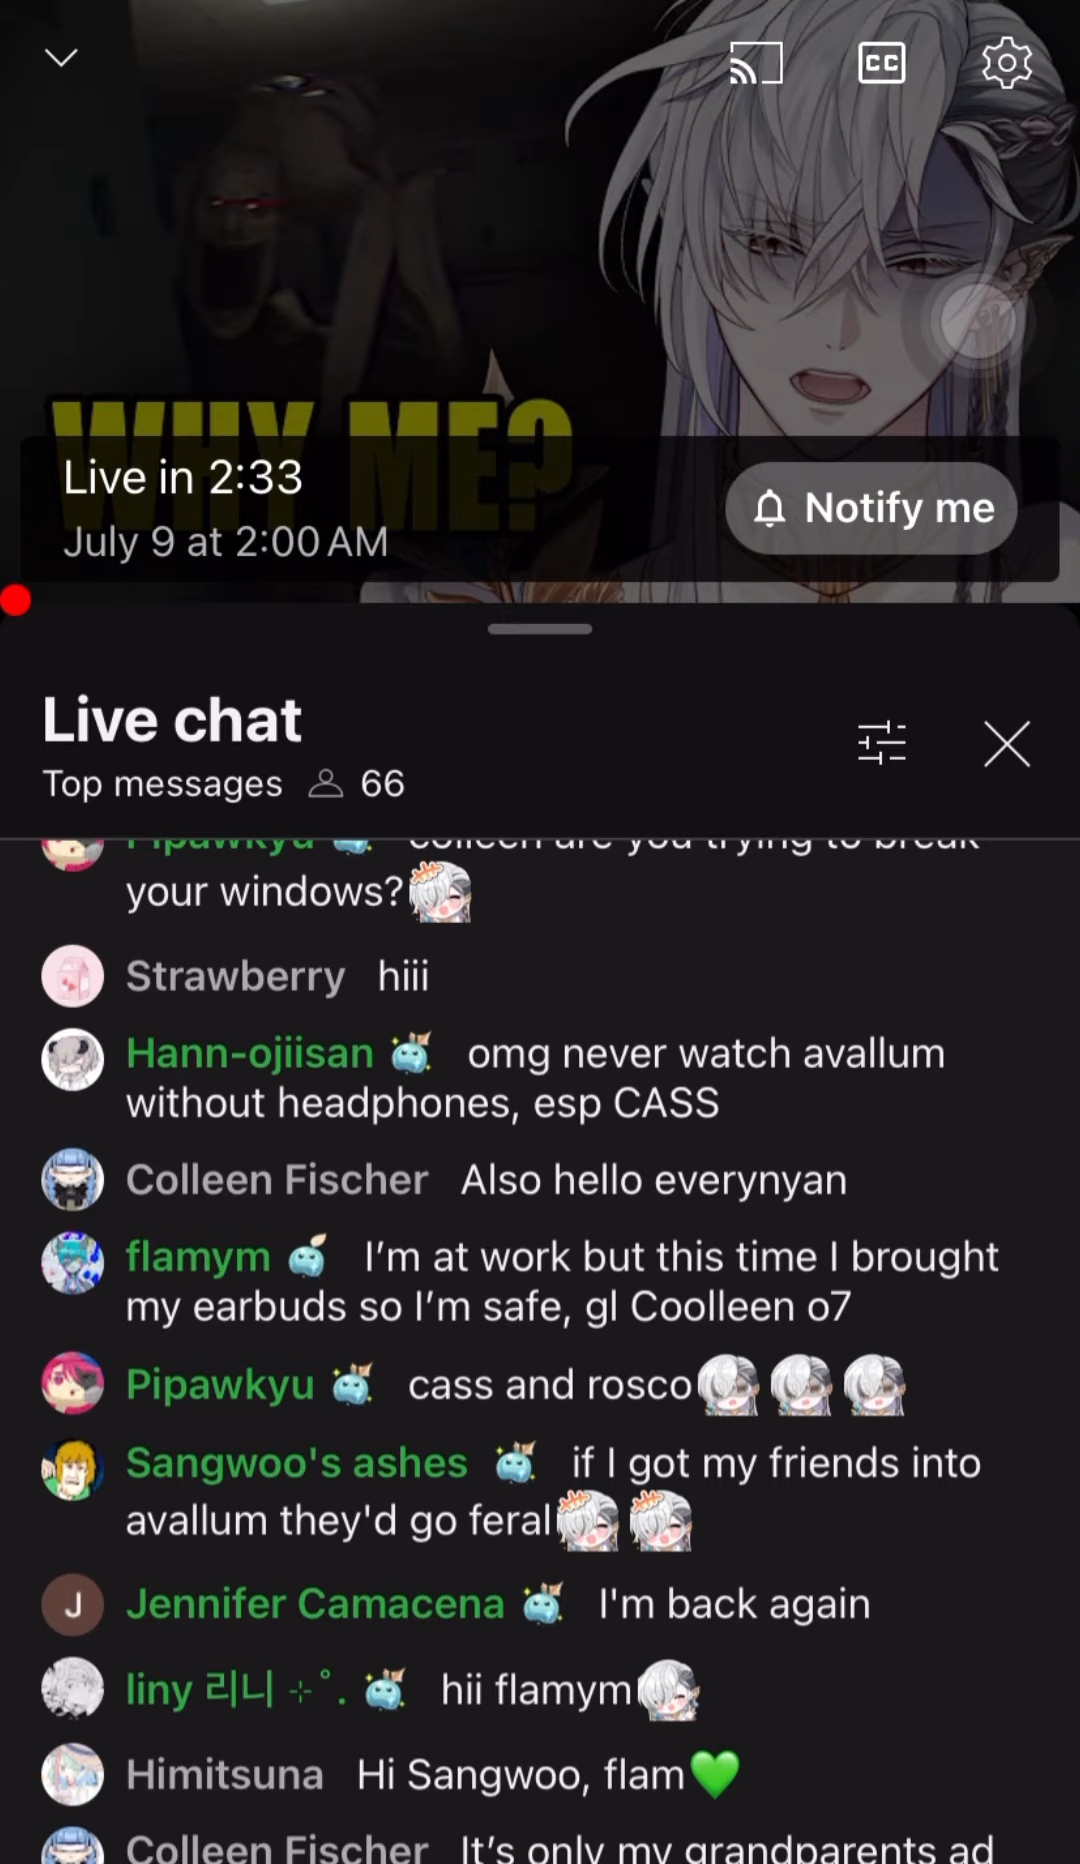 CC
WHY ME?
Live in 2:33
July 9 at 2:00 AM
Notify me
Live chat
Top messages 66
Pipawkyu colleen are you trying to break
your windows?
Strawberry hiii
Hann-ojiisan omg never watch avallum
without headphones, esp CASS
Colleen Fischer Also hello everynyan
flamym I’m at work but this time I brought
my earbuds so I’m safe, gl Coolleen o7
Pipawkyu cass and rosco
Sangwoo's ashes if I got my friends into
avallum they'd go feral
J
Jennifer Camacena I'm back again
liny 리니 ⊹˚. hii flamym
Himitsuna Hi Sangwoo, flam💚
Colleen Fischer It’s only my grandparents ad